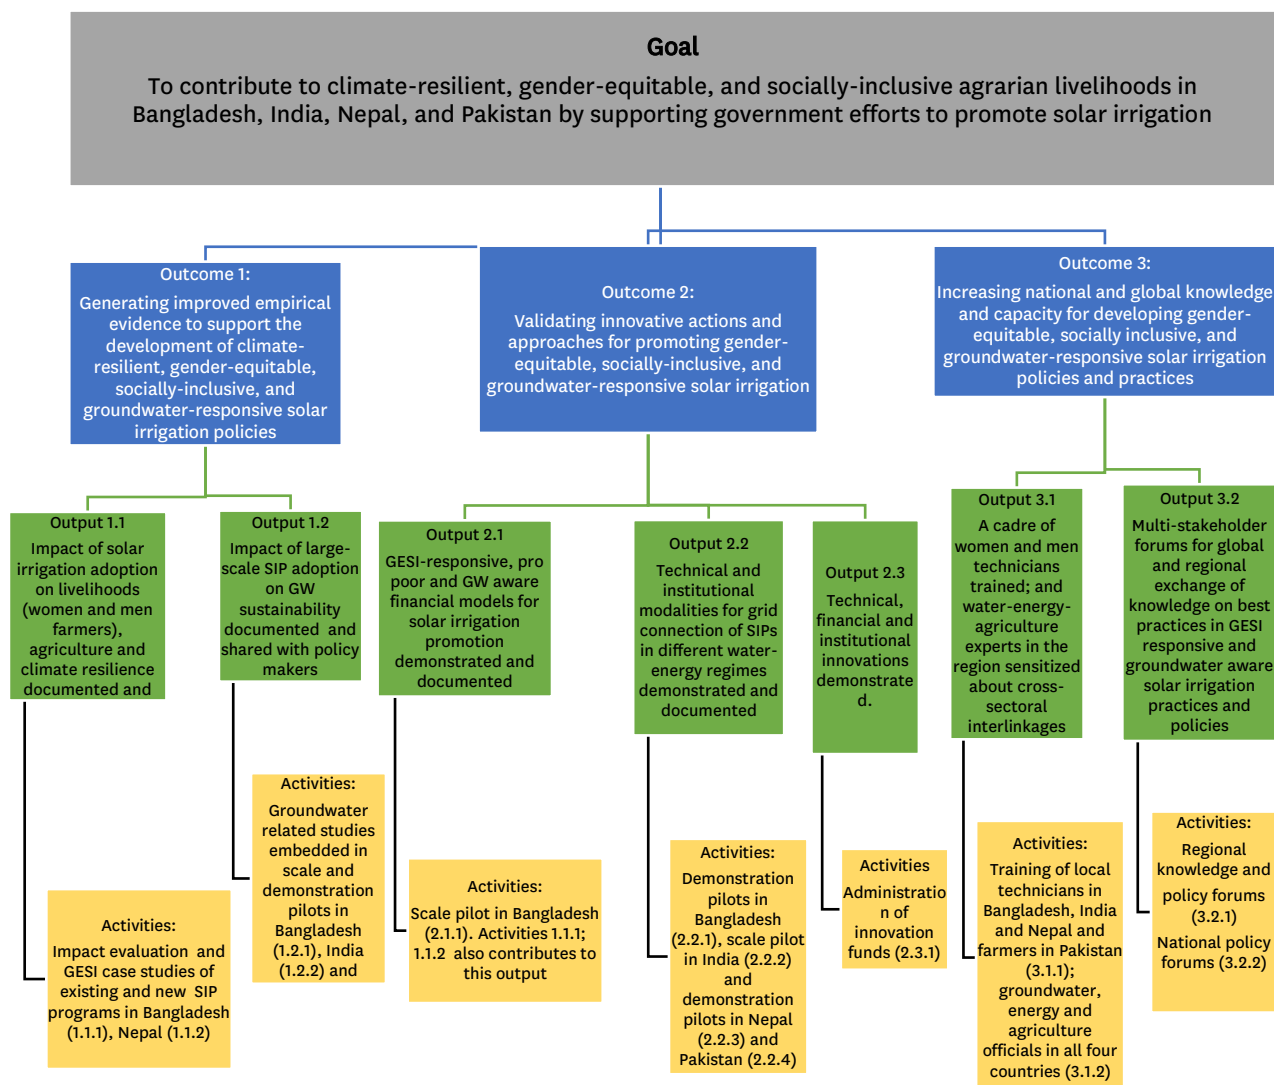 Goal
To contribute to climate-resilient, gender-equitable, and socially-inclusive agrarian livelihoods in
Bangladesh, India, Nepal, and Pakistan by supporting government efforts to promote solar irrigation
Outcome 1:
Generating improved empirical
evidence to support the
development of climate-
resilient, gender-equitable,
socially-inclusive, and
groundwater-responsive solar
irrigation policies
Outcome 2:
Validating innovative actions and
approaches for promoting gender-
equitable, socially-inclusive, and
groundwater-responsive solar irrigation
Outcome 3:
Increasing national and global knowledge
and capacity for developing gender-
equitable, socially inclusive, and
groundwater-responsive solar irrigation
policies and practices
Output 1.1
Impact of solar
irrigation adoption
on livelihoods
(women and men
farmers),
agriculture and
climate resilience
documented and
Output 1.2
Impact of large-
scale SIP adoption
on GW
sustainability
documented and
shared with policy
makers
Output 2.1
GESI-responsive, pro
poor and GW aware
financial models for
solar irrigation
promotion
demonstrated and
documented
Output 2.2
Technical and
institutional
modalities for grid
connection of SIPs
in different water-
energy regimes
demonstrated and
documented
Output 2.3
Technical,
financial and
institutional
innovations
demonstrate
d.
Output 3.1
A cadre of
women and men
technicians
trained; and
water-energy-
agriculture
experts in the
region sensitized
about cross-
sectoral
interlinkages
Output 3.2
Multi-stakeholder
forums for global
and regional
exchange of
knowledge on best
practices in GESI
responsive and
groundwater aware
solar irrigation
practices and
policies
Activities:
Impact evaluation and
GESI case studies of
existing and new SIP
programs in Bangladesh
(1.1.1), Nepal (1.1.2)
Activities:
Groundwater
related studies
embedded in
scale and
demonstration
pilots in
Bangladesh
(1.2.1), India
(1.2.2) and
Activities:
Scale pilot in Bangladesh
(2.1.1). Activities 1.1.1;
1.1.2 also contributes to
this output
Activities:
Demonstration
pilots in
Bangladesh
(2.2.1), scale pilot
in India (2.2.2)
and
demonstration
pilots in Nepal
(2.2.3) and
Pakistan (2.2.4)
Activities
Administratio
n of
innovation
funds (2.3.1)
Activities:
Training of local
technicians in
Bangladesh, India
and Nepal and
farmers in Pakistan
(3.1.1);
groundwater,
energy and
agriculture
officials in all four
countries (3.1.2)
Activities:
Regional
knowledge and
policy forums
(3.2.1)
National policy
forums (3.2.2)